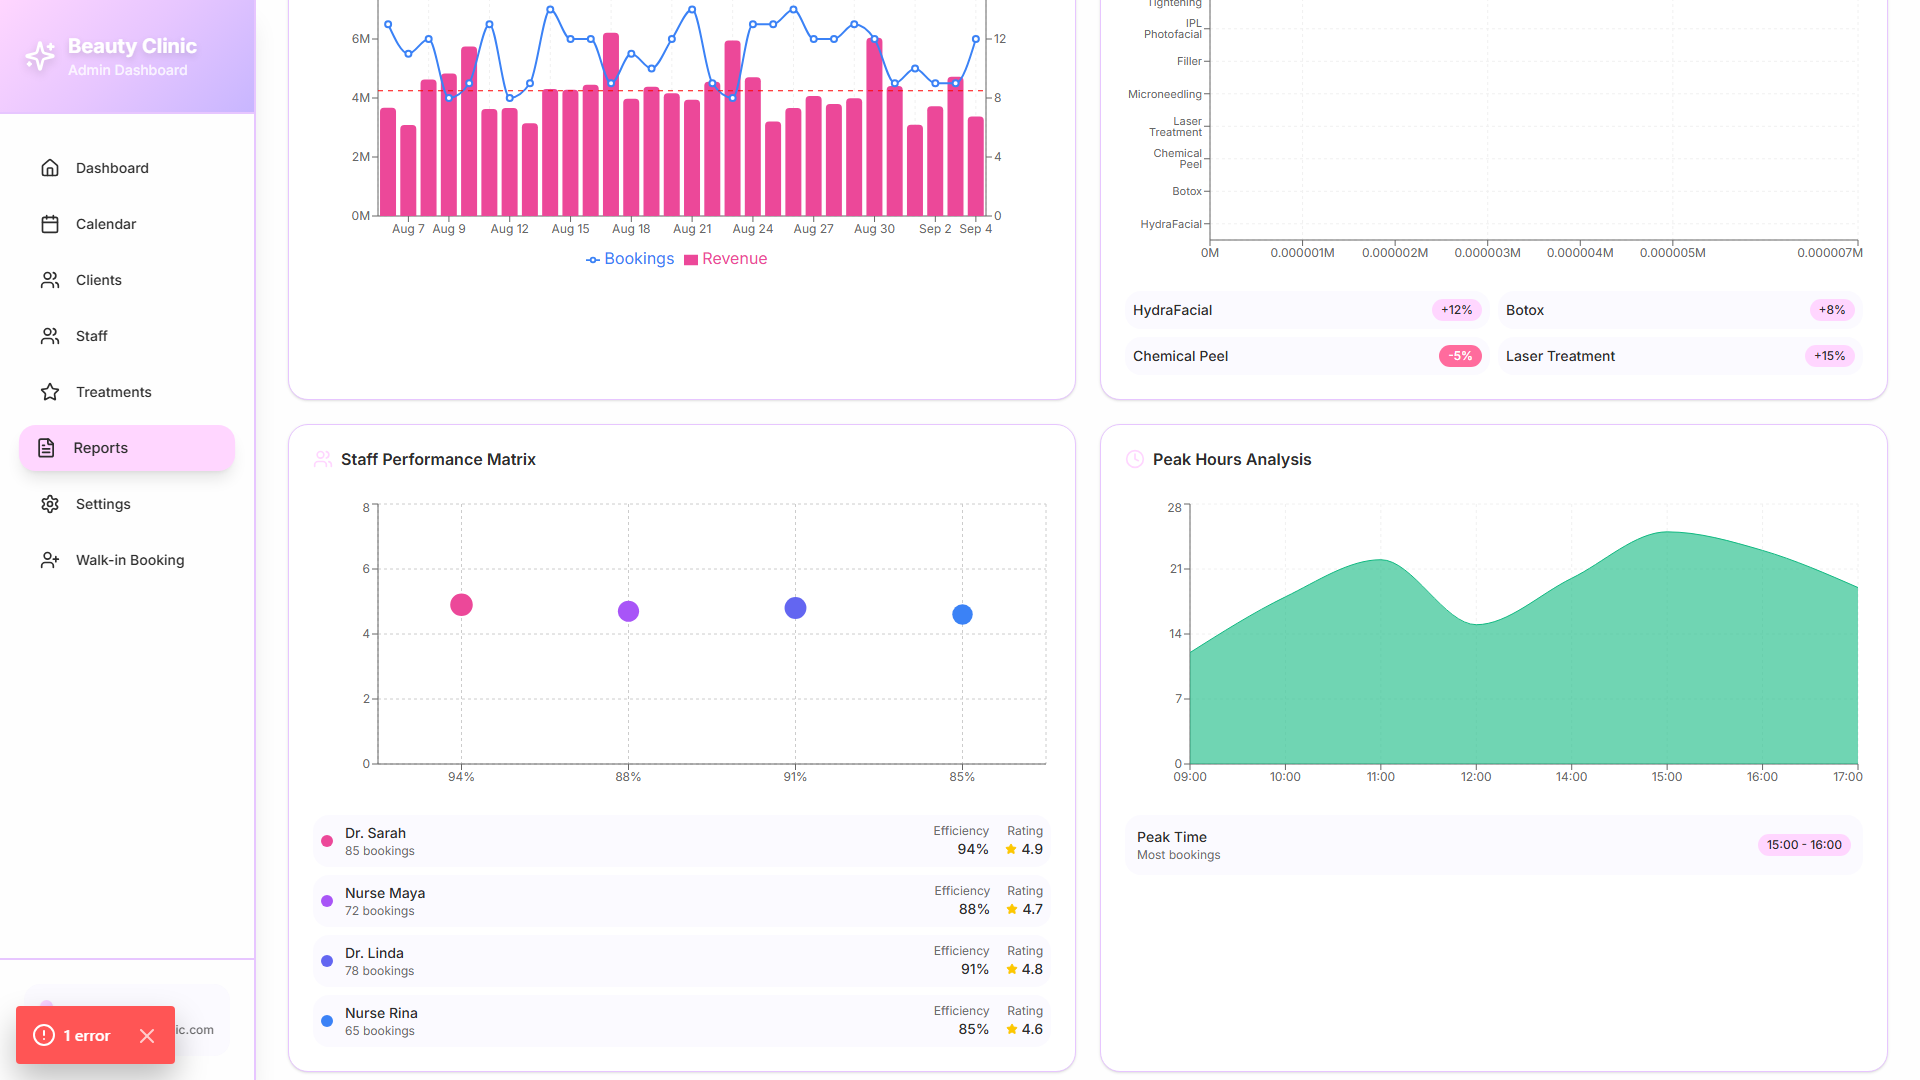 Beauty Clinic
Admin Dashboard
Dashboard
Calendar
Clients
Staff
Treatments
Reports
Settings
Walk-in Booking
ic.com
1 error
6M
4M
2M
0M
12
8
4
0
Aug 7 Aug 9 Aug 12 Aug 15 Aug 18 Aug 21 Aug 24 Aug 27 Aug 30 Sep 2 Sep 4
Bookings Revenue
Tightening
IPL
Photofacial
Filler
Microneedling
Laser
Treatment
Chemical
Peel
Botox
HydraFacial
0M 0.000001M 0.000002M 0.000003M 0.000004M 0.000005M 0.000007M
HydraFacial +12%
Botox +8%
Chemical Peel -5%
Laser Treatment +15%
Staff Performance Matrix
8
6
4
2
0
94% 88% 91% 85%
Dr. Sarah
85 bookings
Efficiency Rating
94% 4.9
Nurse Maya
72 bookings
Efficiency Rating
88% 4.7
Dr. Linda
78 bookings
Efficiency Rating
91% 4.8
Nurse Rina
65 bookings
Efficiency Rating
85% 4.6
Peak Hours Analysis
28
21
14
7
0
09:00 10:00 11:00 12:00 14:00 15:00 16:00 17:00
Peak Time
Most bookings
15:00 - 16:00